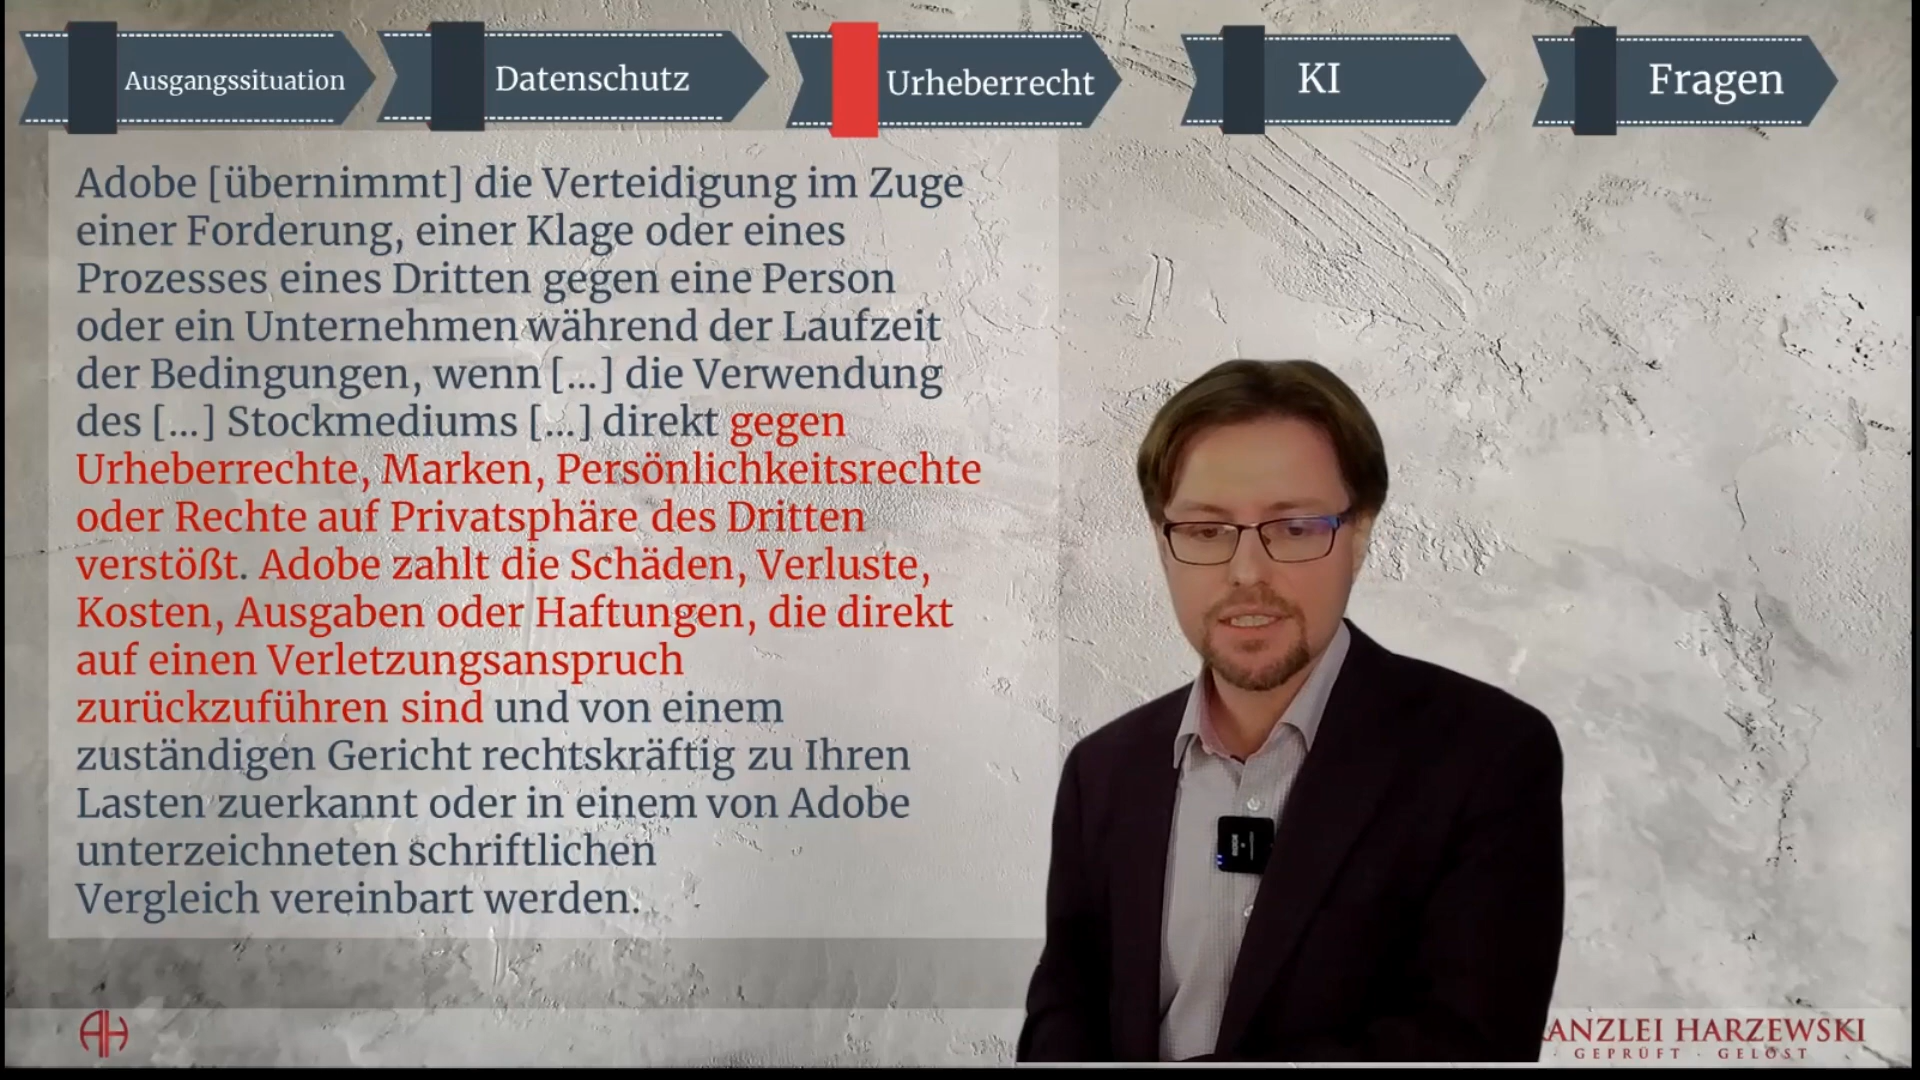 Ausgangssituation
Datenschutz
Urheberrecht
KI
Fragen
Adobe [übernimmt] die Verteidigung im Zuge
einer Forderung, einer Klage oder eines
Prozesses eines Dritten gegen eine Person
oder ein Unternehmen während der Laufzeit
der Bedingungen, wenn [...] die Verwendung
des [...] Stockmediums [...] direkt gegen
Urheberrechte, Marken, Persönlichkeitsrechte
oder Rechte auf Privatsphäre des Dritten
verstößt. Adobe zahlt die Schäden, Verluste,
Kosten, Ausgaben oder Haftungen, die direkt
auf einen Verletzungsanspruch
zurückzuführen sind und von einem
zuständigen Gericht rechtskräftig zu Ihren
Lasten zuerkannt oder in einem von Adobe
unterzeichneten schriftlichen
Vergleich vereinbart werden.
AH
ANZLEI HARZEWSKI
GEPRÜFT · GELÖST